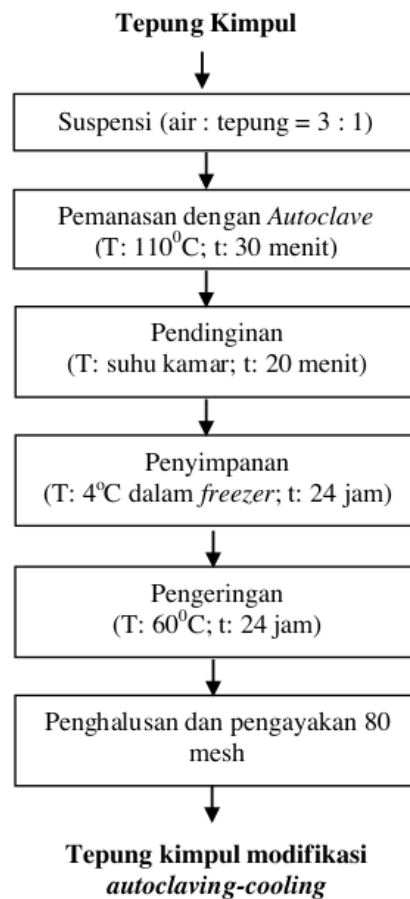 Tepung Kimpul
Suspensi (air : tepung = 3 : 1)
Pemanasan dengan Autoclave
(T: 110⁰C; t: 30 menit)
Pendinginan
(T: suhu kamar; t: 20 menit)
Penyimpanan
(T: 4°C dalam freezer; t: 24 jam)
Pengeringan
(T: 60⁰C; t: 24 jam)
Penghalusan dan pengayakan 80
mesh
Tepung kimpul modifikasi
autoclaving-cooling